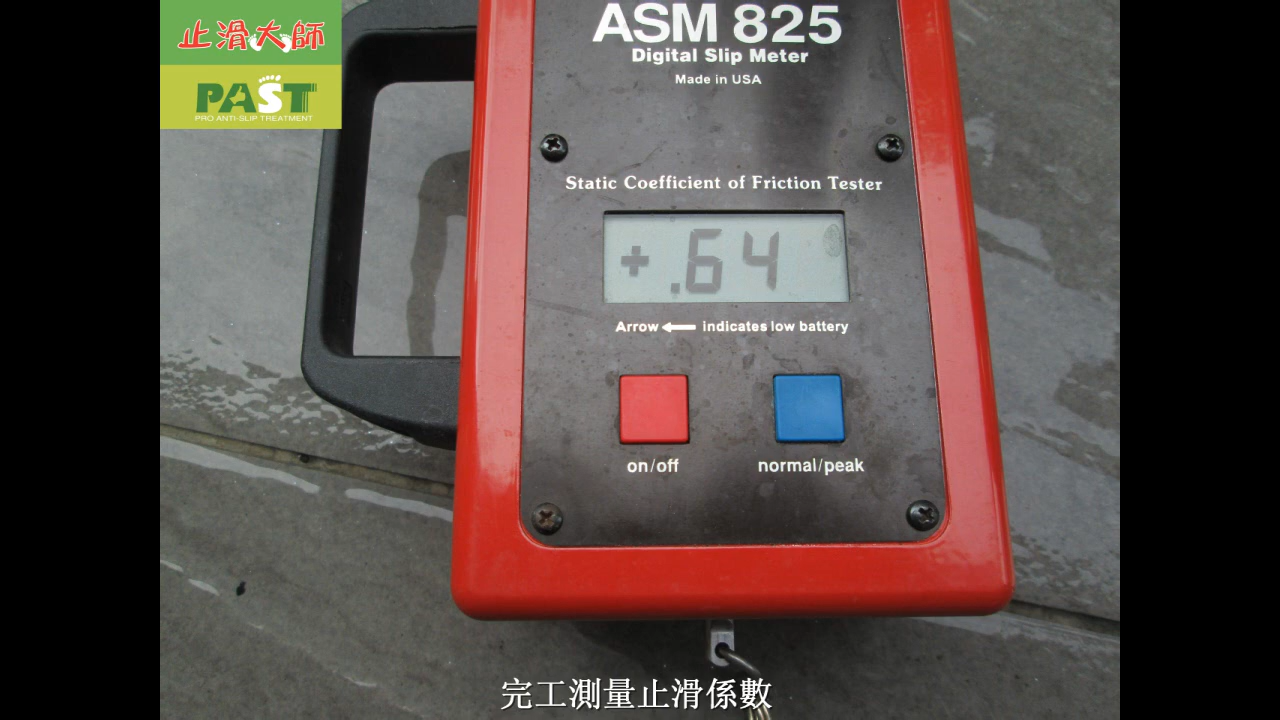 止滑大師
PAST
PRO ANTI-SLIP TREATMENT
ASM 825
Digital Slip Meter
Made in USA
Static Coefficient of Friction Tester
+.64
Arrow ← indicates low battery
on/off
normal/peak
完工測量止滑係數